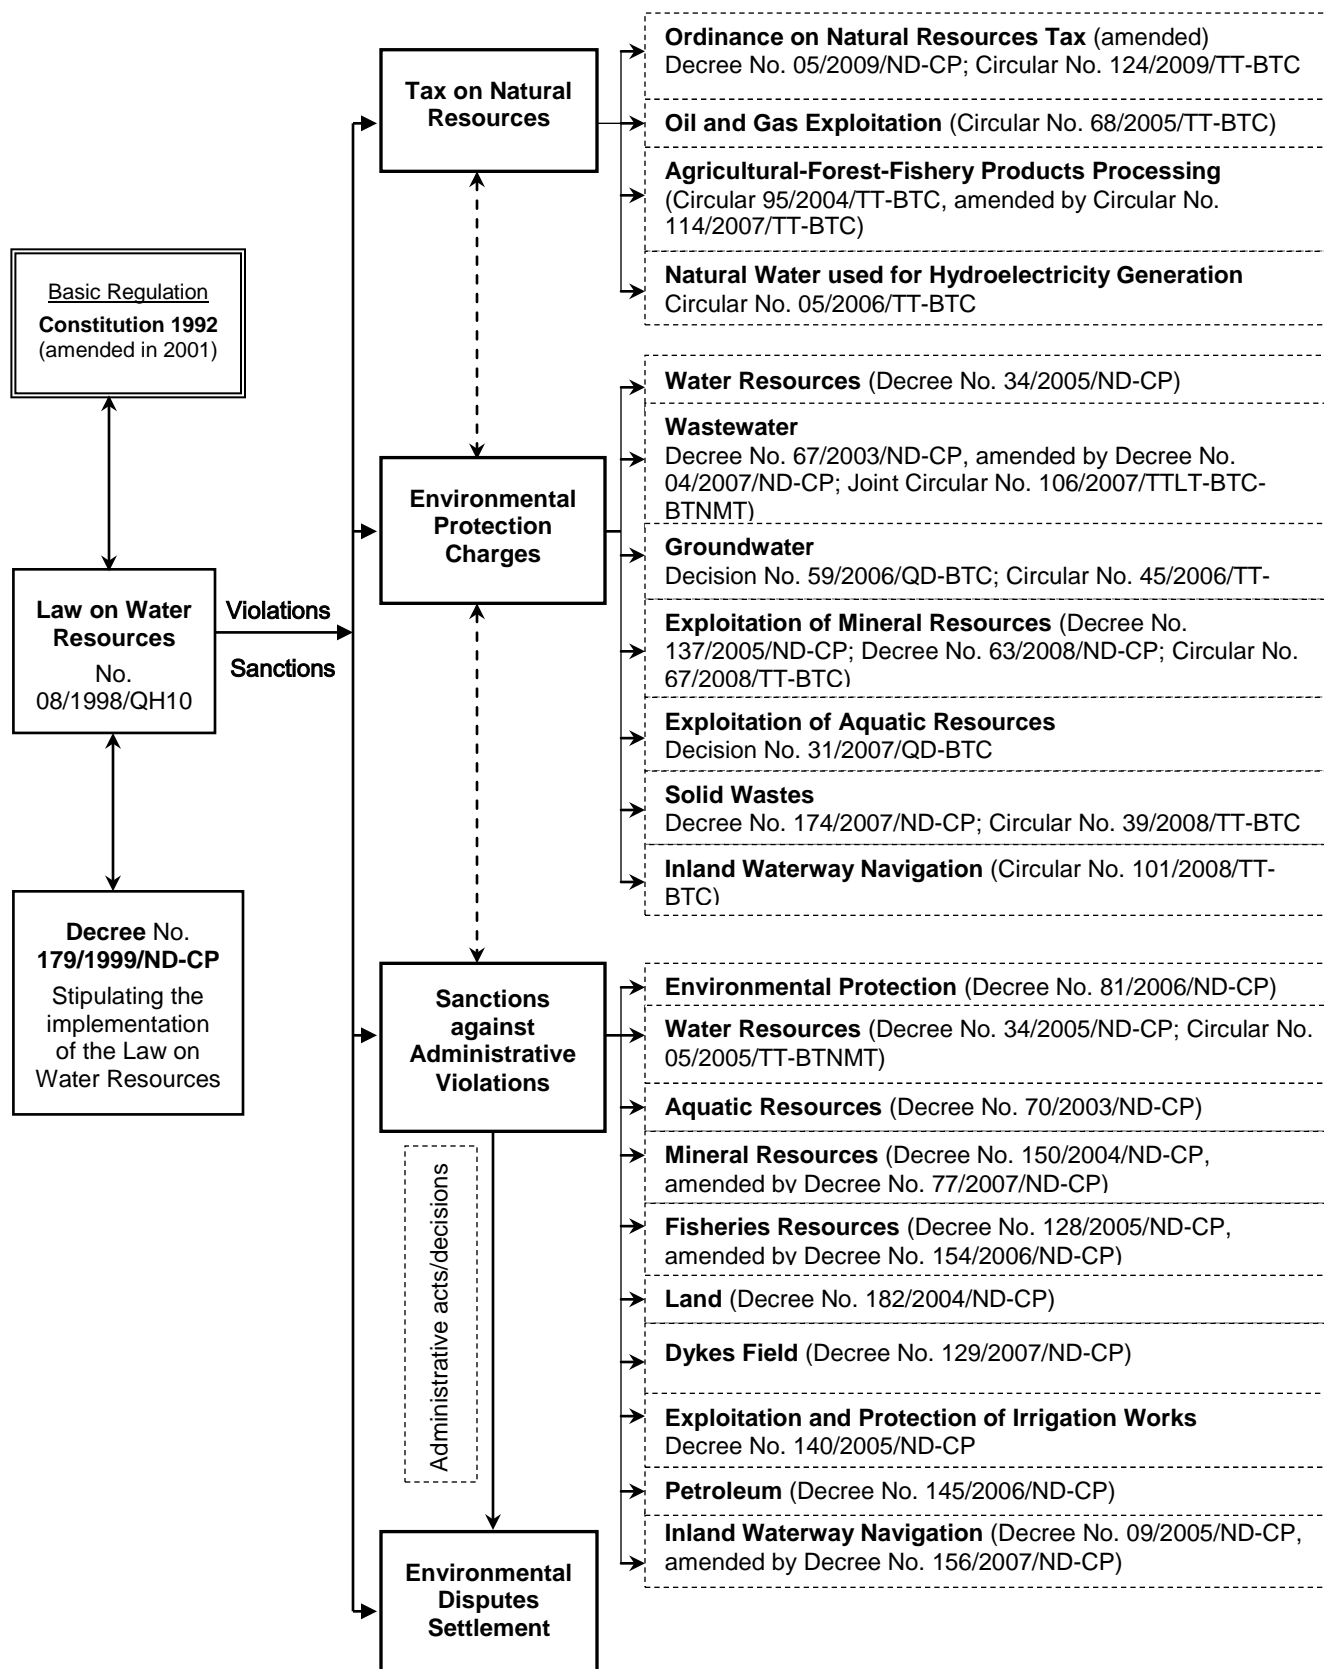 Basic Regulation
Constitution 1992
(amended in 2001)
Law on Water
Resources
No.
08/1998/QH10
Decree No.
179/1999/ND-CP
Stipulating the
implementation
of the Law on
Water Resources
Violations
Sanctions
Tax on Natural
Resources
Ordinance on Natural Resources Tax (amended)
Decree No. 05/2009/ND-CP; Circular No. 124/2009/TT-BTC
Oil and Gas Exploitation (Circular No. 68/2005/TT-BTC)
Agricultural-Forest-Fishery Products Processing
(Circular 95/2004/TT-BTC, amended by Circular No.
114/2007/TT-BTC)
Natural Water used for Hydroelectricity Generation
Circular No. 05/2006/TT-BTC
Environmental
Protection
Charges
Water Resources (Decree No. 34/2005/ND-CP)
Wastewater
Decree No. 67/2003/ND-CP, amended by Decree No.
04/2007/ND-CP; Joint Circular No. 106/2007/TTLT-BTC-
BTNMT)
Groundwater
Decision No. 59/2006/QD-BTC; Circular No. 45/2006/TT-
Exploitation of Mineral Resources (Decree No.
137/2005/ND-CP; Decree No. 63/2008/ND-CP; Circular No.
67/2008/TT-BTC)
Exploitation of Aquatic Resources
Decision No. 31/2007/QD-BTC
Solid Wastes
Decree No. 174/2007/ND-CP; Circular No. 39/2008/TT-BTC
Inland Waterway Navigation (Circular No. 101/2008/TT-
BTC)
Sanctions
against
Administrative
Violations
Environmental Protection (Decree No. 81/2006/ND-CP)
Water Resources (Decree No. 34/2005/ND-CP; Circular No.
05/2005/TT-BTNMT)
Aquatic Resources (Decree No. 70/2003/ND-CP)
Mineral Resources (Decree No. 150/2004/ND-CP,
amended by Decree No. 77/2007/ND-CP)
Fisheries Resources (Decree No. 128/2005/ND-CP,
amended by Decree No. 154/2006/ND-CP)
Land (Decree No. 182/2004/ND-CP)
Dykes Field (Decree No. 129/2007/ND-CP)
Exploitation and Protection of Irrigation Works
Decree No. 140/2005/ND-CP
Petroleum (Decree No. 145/2006/ND-CP)
Inland Waterway Navigation (Decree No. 09/2005/ND-CP,
amended by Decree No. 156/2007/ND-CP)
Administrative acts/decisions
Environmental
Disputes
Settlement